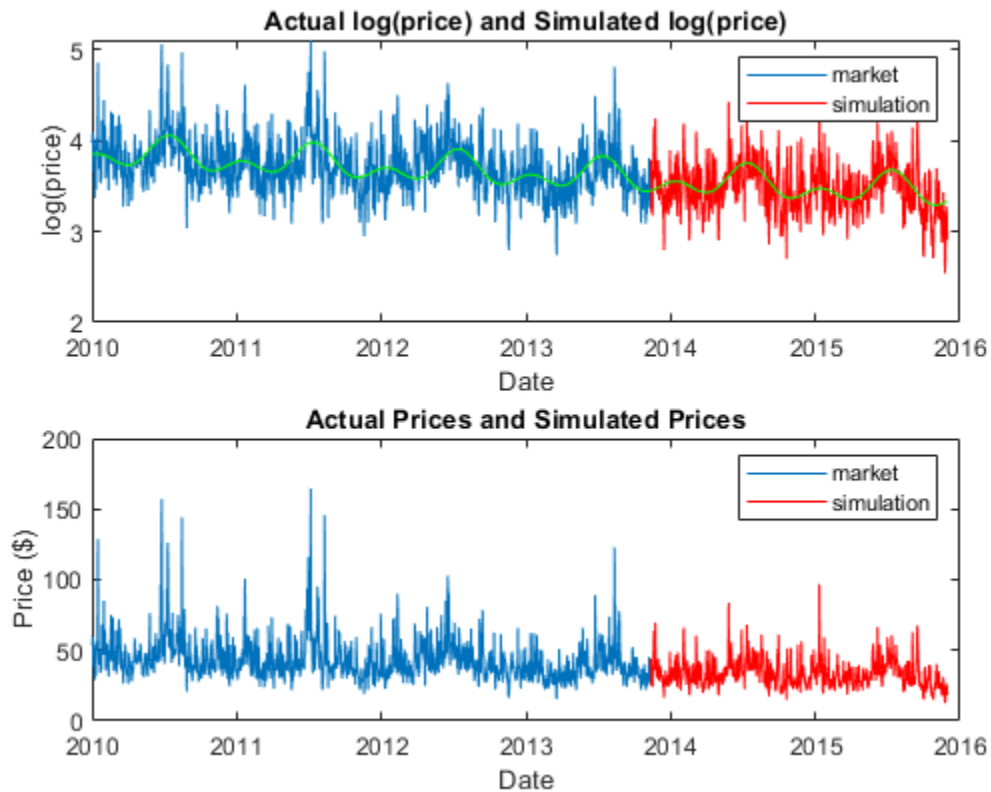 Actual log(price) and Simulated log(price)
5
4
3
2
log(price)
market
simulation
2010 2011 2012 2013 2014 2015 2016
Date
Actual Prices and Simulated Prices
200
150
100
50
0
Price ($)
market
simulation
2010 2011 2012 2013 2014 2015 2016
Date